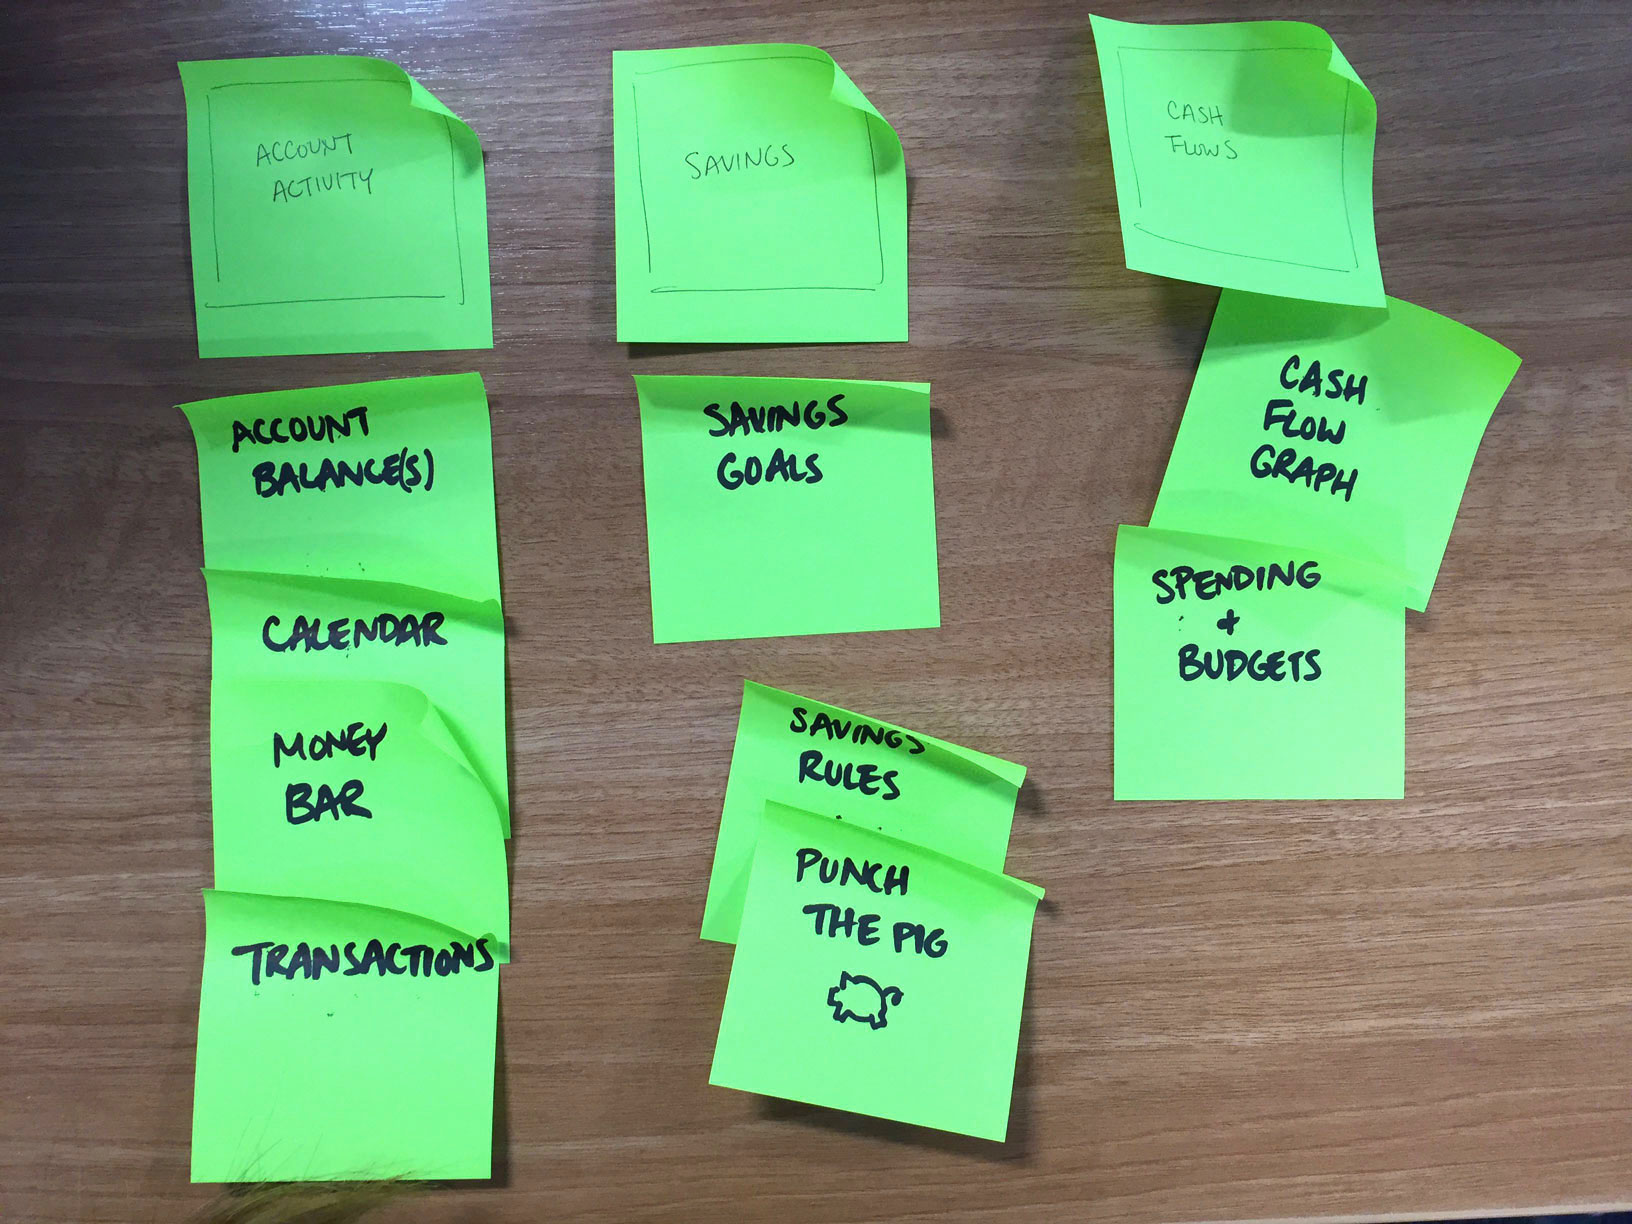 ACCOUNT
ACTIVITY
ACCOUNT
BALANCE(S)
CALENDAR
MONEY
BAR
TRANSACTIONS
SAVINGS
SAVINGS
GOALS
SAVINGS
RULES
PUNCH
THE PIG
CASH
FLOWS
CASH
FLOW
GRAPH
SPENDING
+
BUDGETS